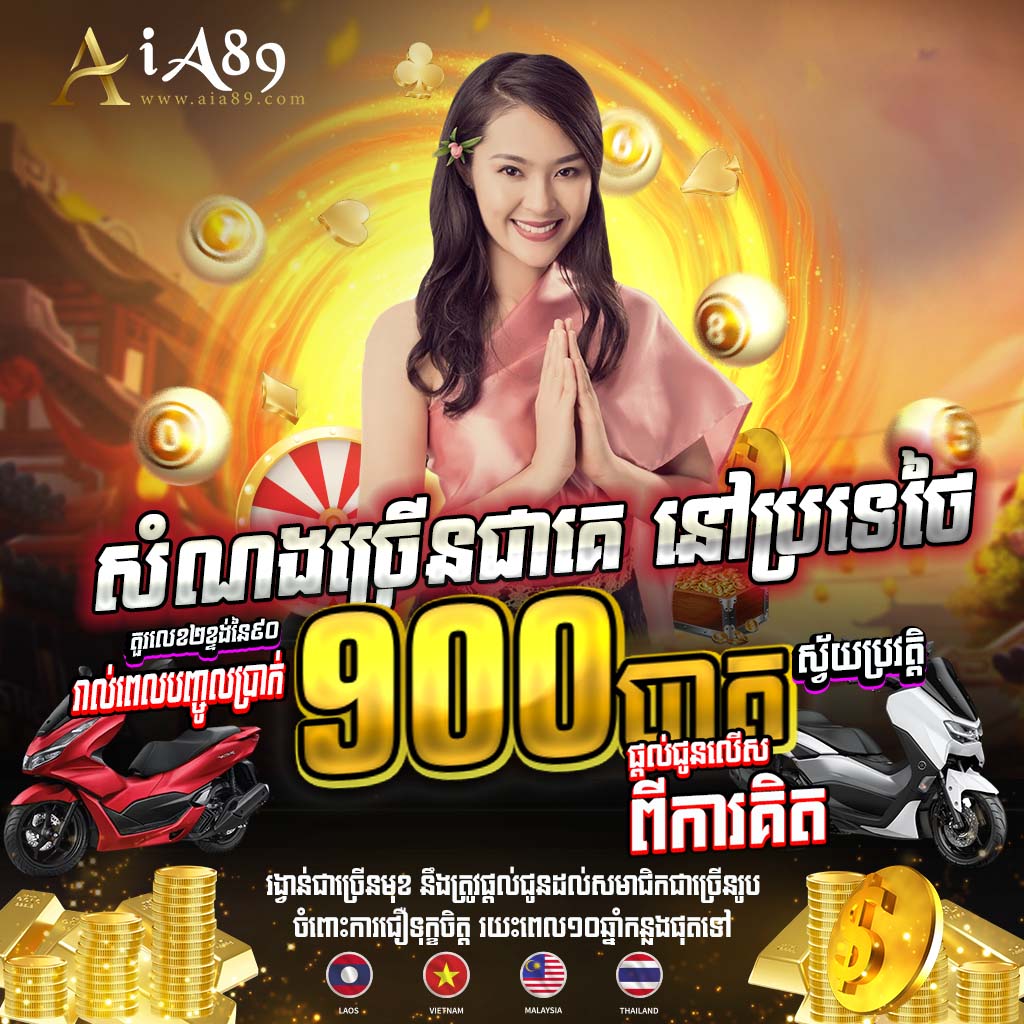 AiA89
www.aia89.com
7
6
8
0
សំណងច្រើនជាគេ នៅប្រទេថៃ
តួរលេខ២ខ្ទង់នៃ៩០
រាល់ពេលបញ្ចូលប្រាក់
900បាត
ស្វ័យប្រវត្តិ
ផ្តល់ជូនលើស
ពីការគិត
រង្វាន់ជាច្រើនមុខ នឹងត្រូវផ្តល់ជូនដល់សមាជិកជាច្រើនរូប
ចំពោះការជឿទុក្ខចិត្ត រយះពេល១០ឆ្នាំកន្លងផុតទៅ
LAOS
VIETNAM
MALAYSIA
THAILAND